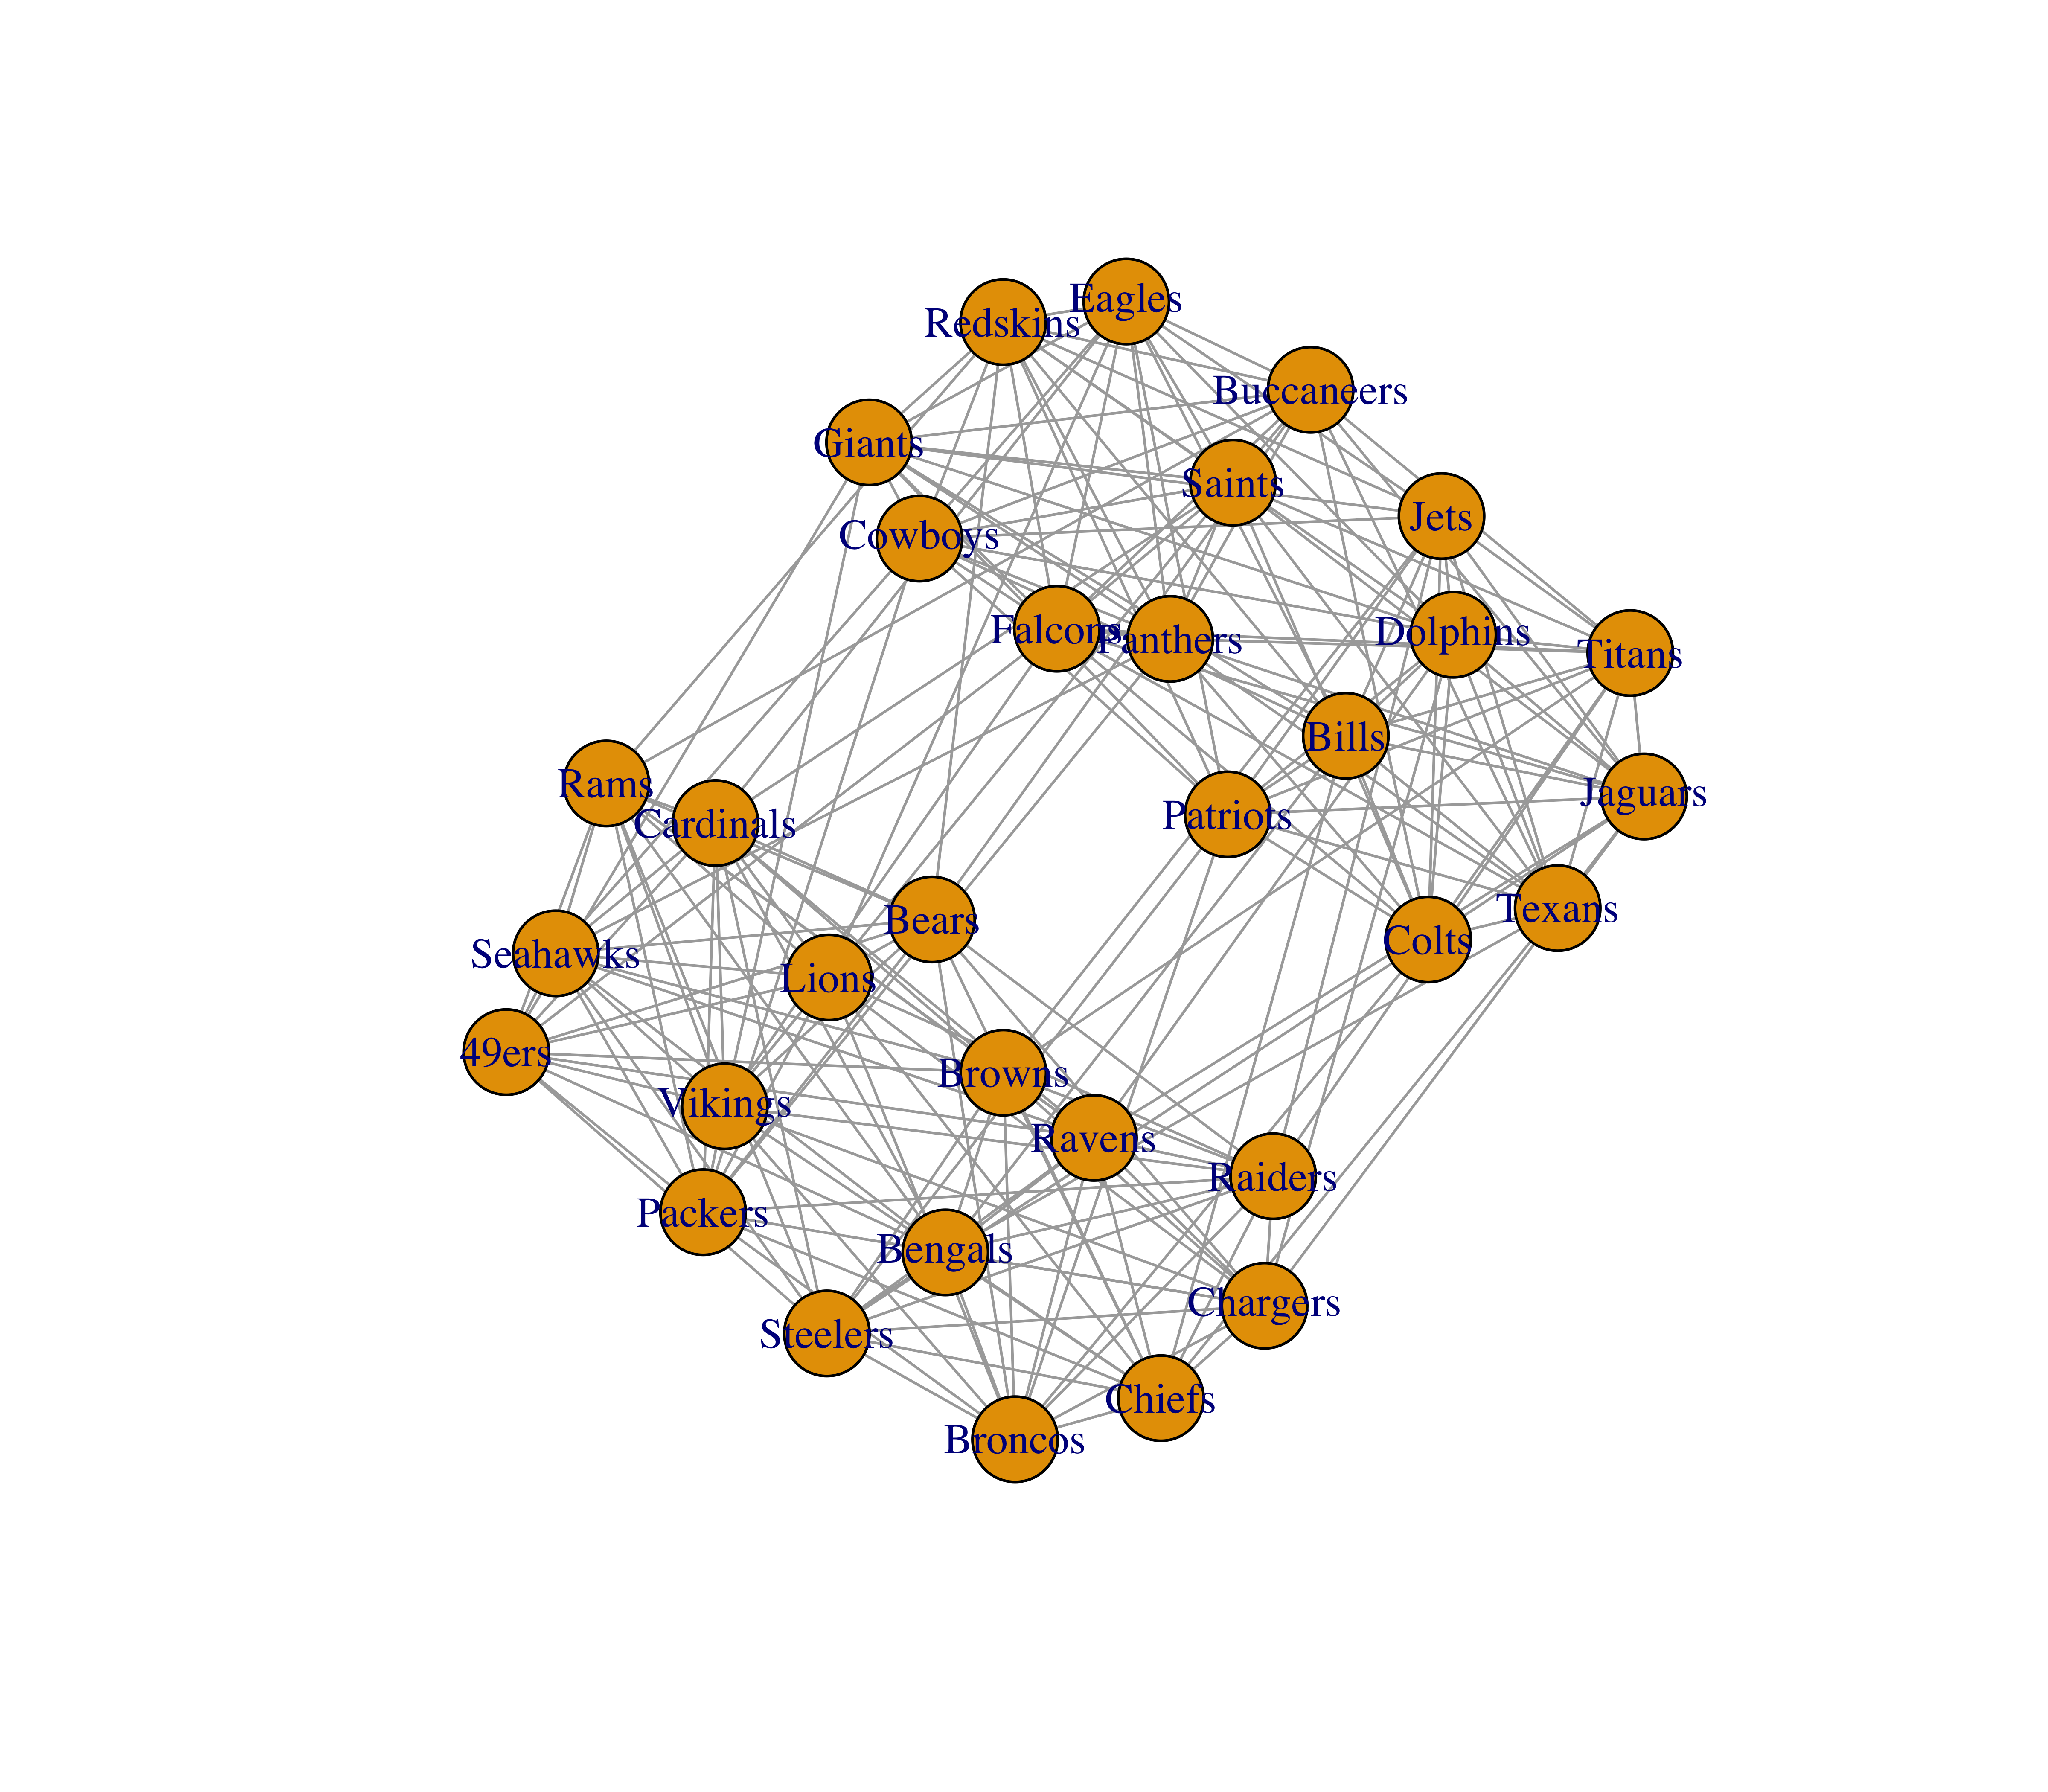 Eagles
Redskins
Buccaneers
Giants
Saints
Jets
Cowboys
Falcons
Panthers
Dolphins
Titans
Bills
Rams
Jaguars
Patriots
Cardinals
Texans
Bears
Colts
Seahawks
Lions
49ers
Browns
Vikings
Ravens
Raiders
Packers
Bengals
Chargers
Steelers
Chiefs
Broncos